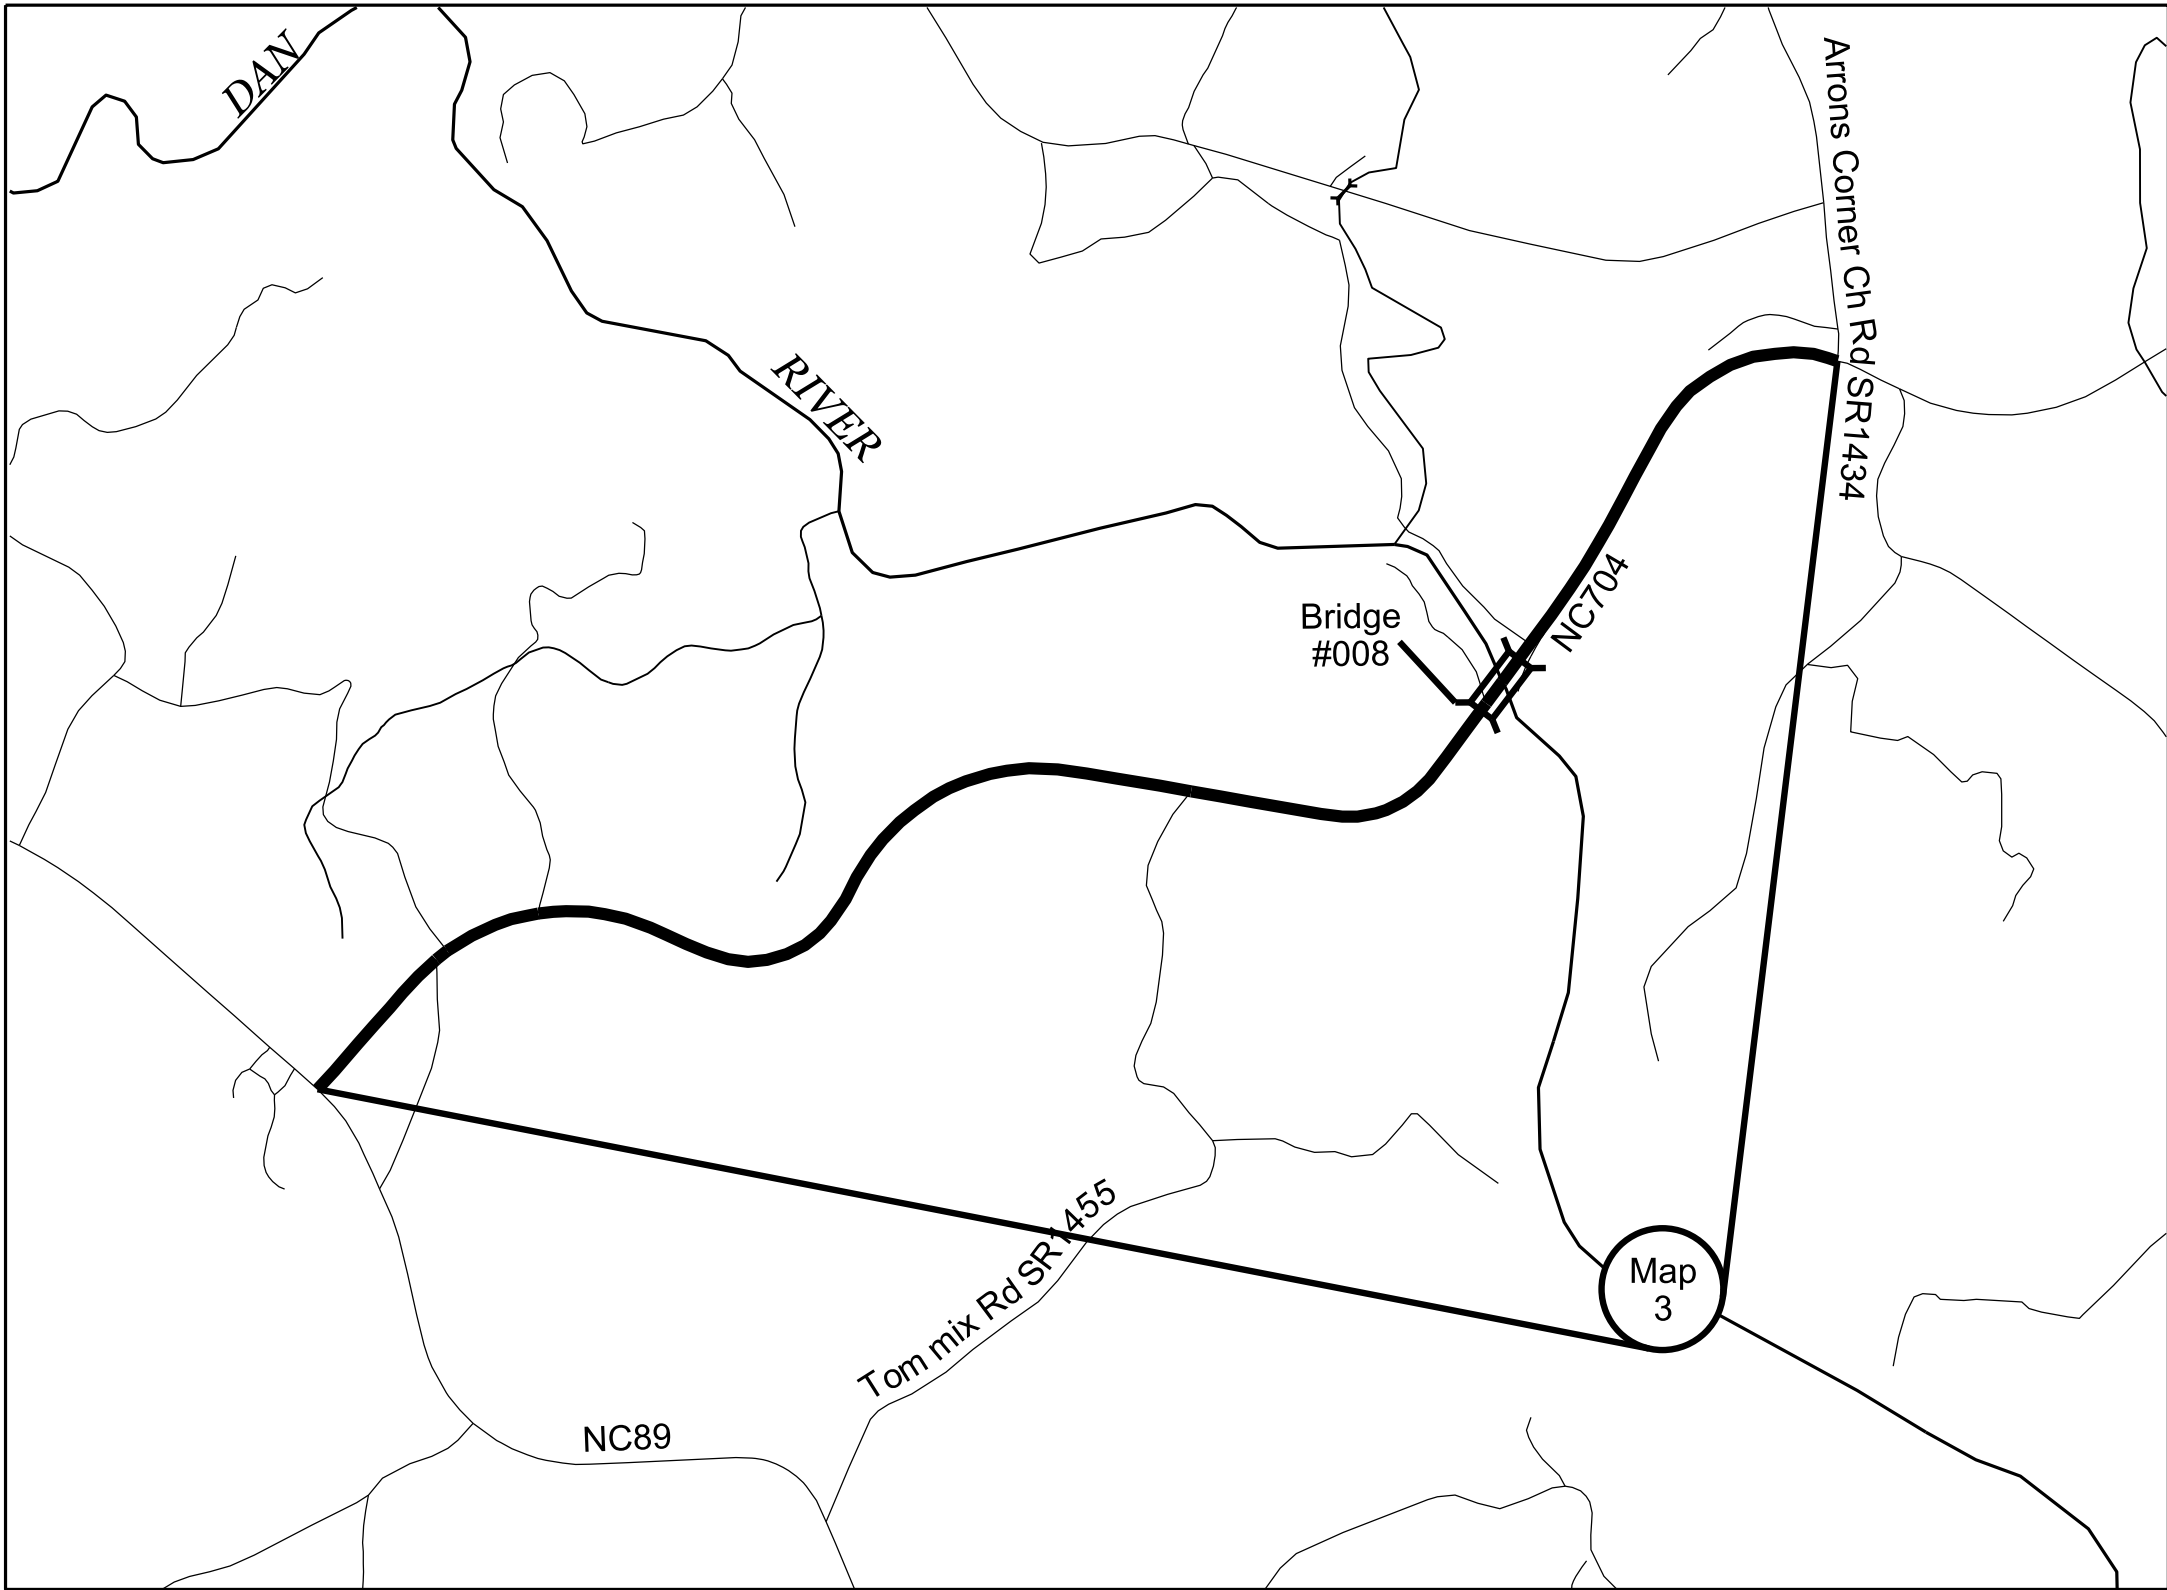 DAN
RIVER
Arrons Corner Ch Rd SR1434
NC704
Bridge
#008
Tom mix Rd SR1455
Map
3
NC89